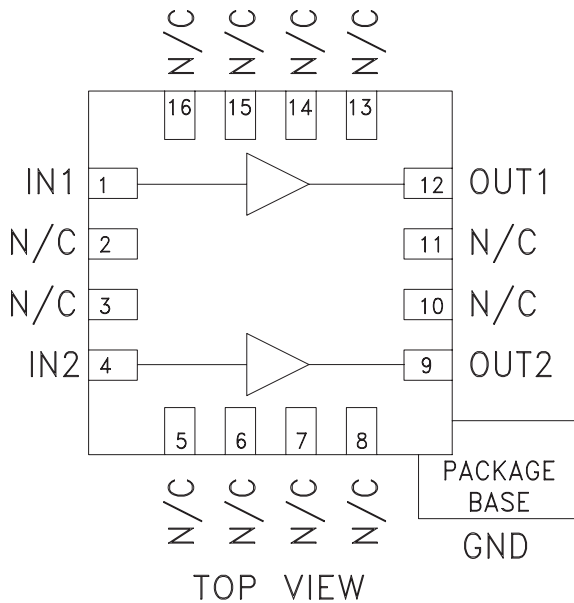 N/C N/C N/C N/C
16 15 14 13
IN1 1 12 OUT1
N/C 2 11 N/C
N/C 3 10 N/C
IN2 4 9 OUT2
5 6 7 8
N/C N/C N/C N/C
PACKAGE
BASE
GND
TOP VIEW